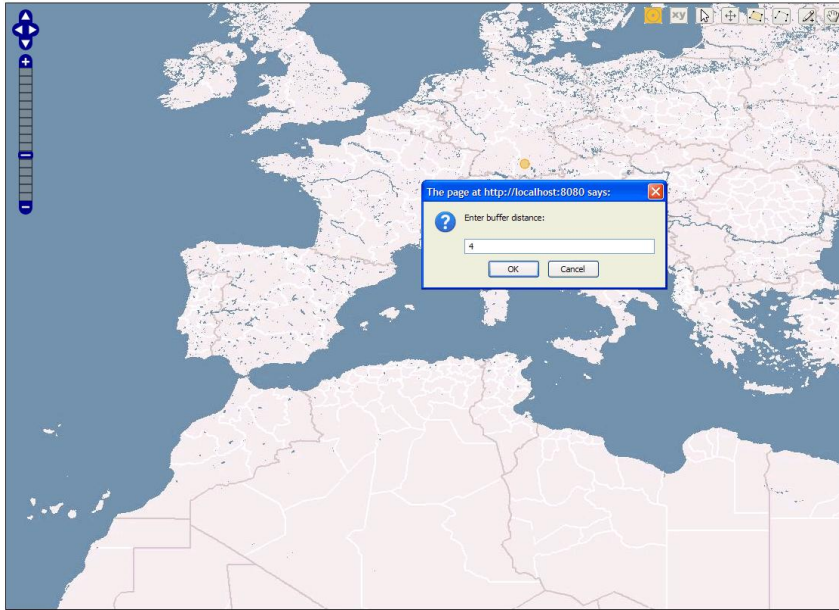 xy
The page at http://localhost:8080 says:
Enter buffer distance:
4
OK
Cancel